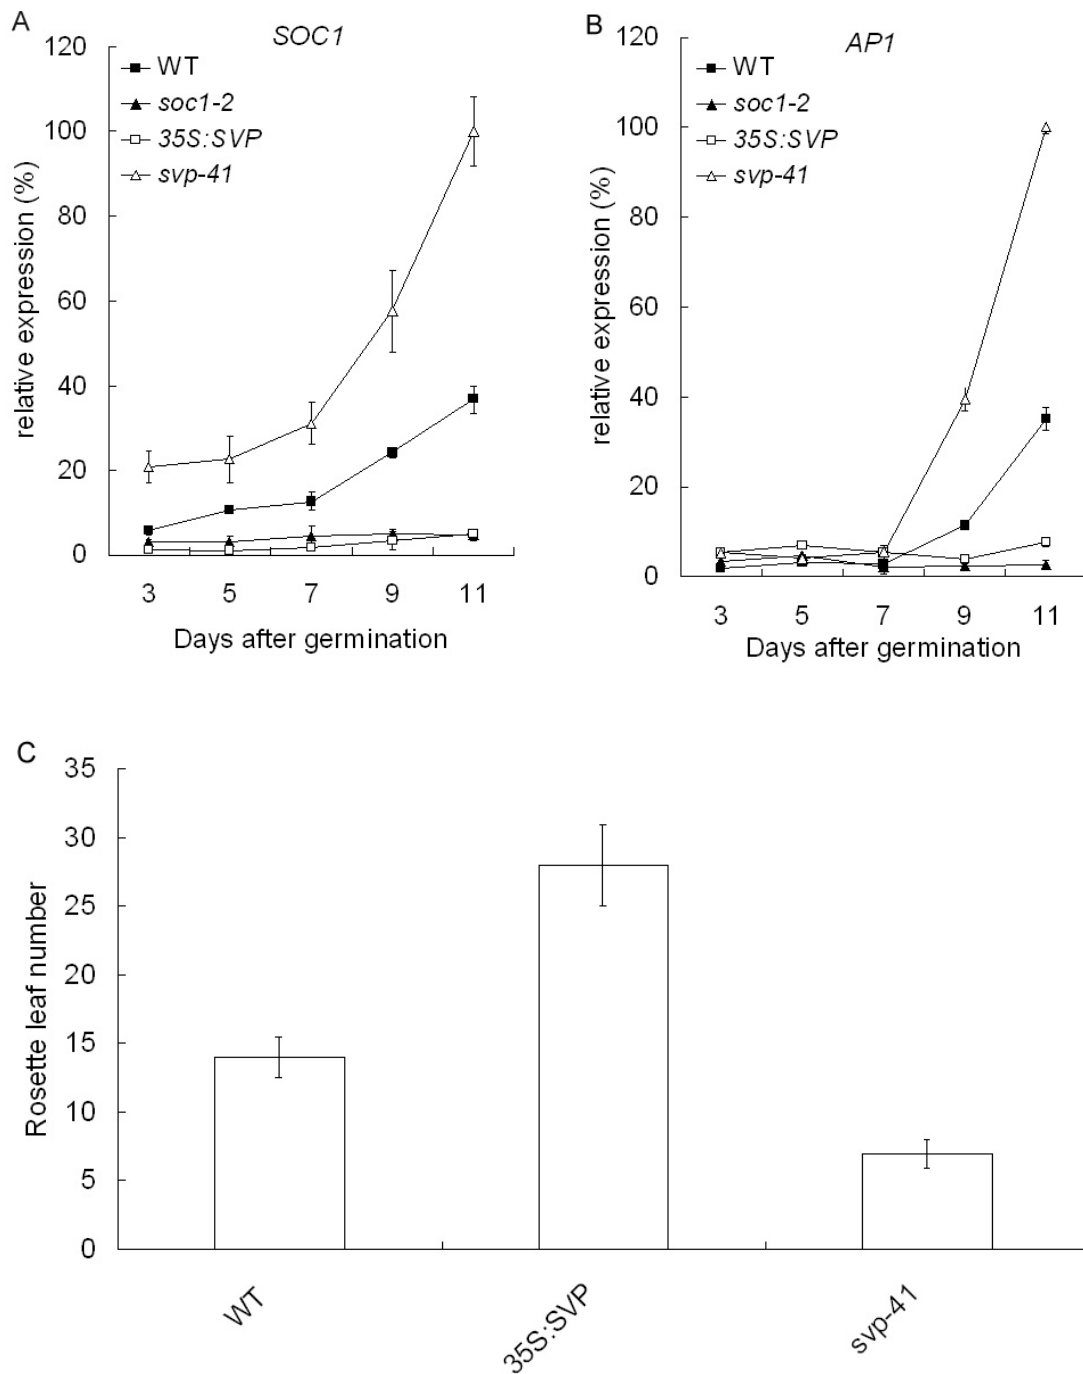 A
SOC1
120
100
80
60
40
20
0
relative expression (%)
WT
soc1-2
35S:SVP
svp-41
3 5 7 9 11
Days after germination
B
AP1
120
100
80
60
40
20
0
relative expression (%)
WT
soc1-2
35S:SVP
svp-41
3 5 7 9 11
Days after germination
C
35
30
25
20
15
10
5
0
Rosette leaf number
WT
35S:SVP
svp-41